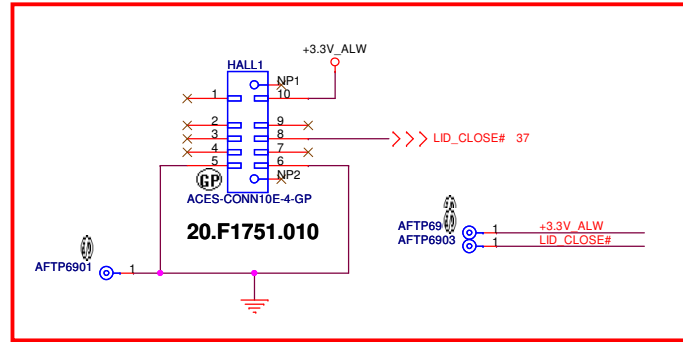 +3.3V_ALW
HALL1
NP1
1 10
2 9
3 8 LID_CLOSE# 37
4 7
5 6
NP2
GP
ACES-CONN10E-4-GP
20.F1751.010
AFTP6901 1
1 +3.3V_ALW
AFTP6903 1 LID_CLOSE#